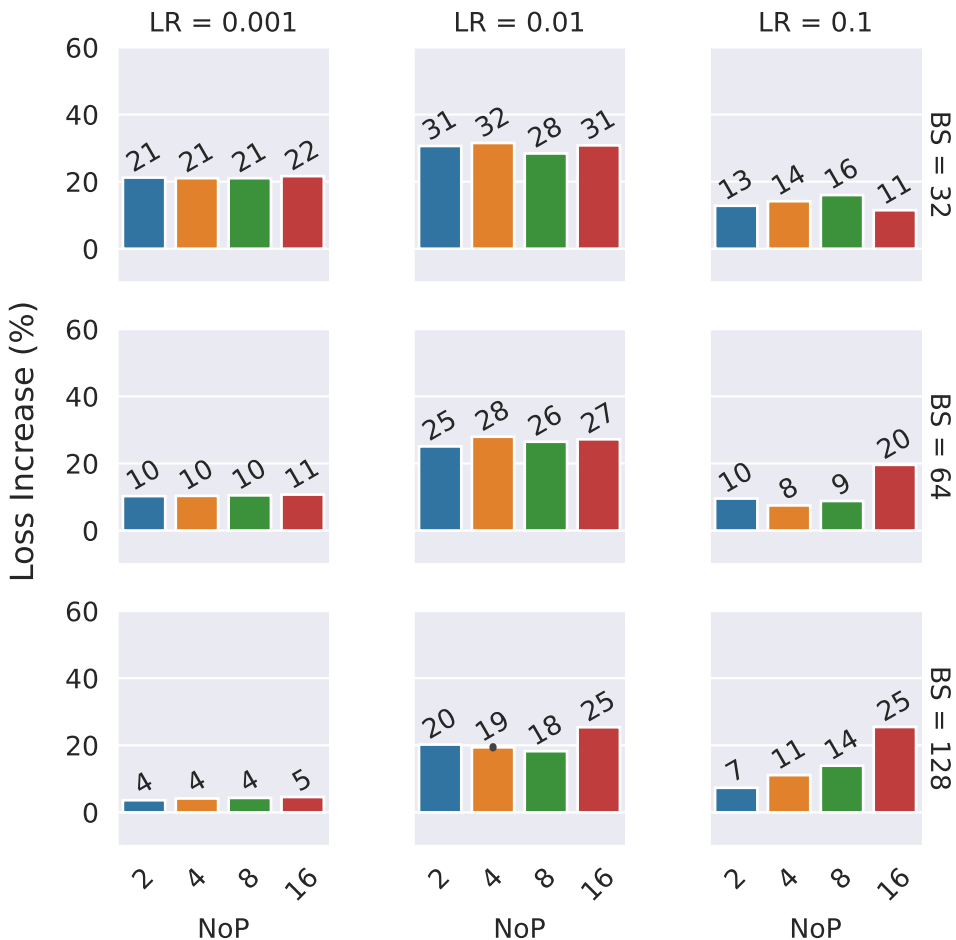 LR = 0.001
LR = 0.01
LR = 0.1
60
40
20
0
21 21 21 22
31 32 28 31
13 14 16 11
BS = 32
Loss Increase (%)
60
40
20
0
10 10 10 11
25 28 26 27
10 8 9 20
BS = 64
60
40
20
0
4 4 4 5
20 19 18 25
7 11 14 25
BS = 128
2 4 8 16
2 4 8 16
2 4 8 16
NoP
NoP
NoP